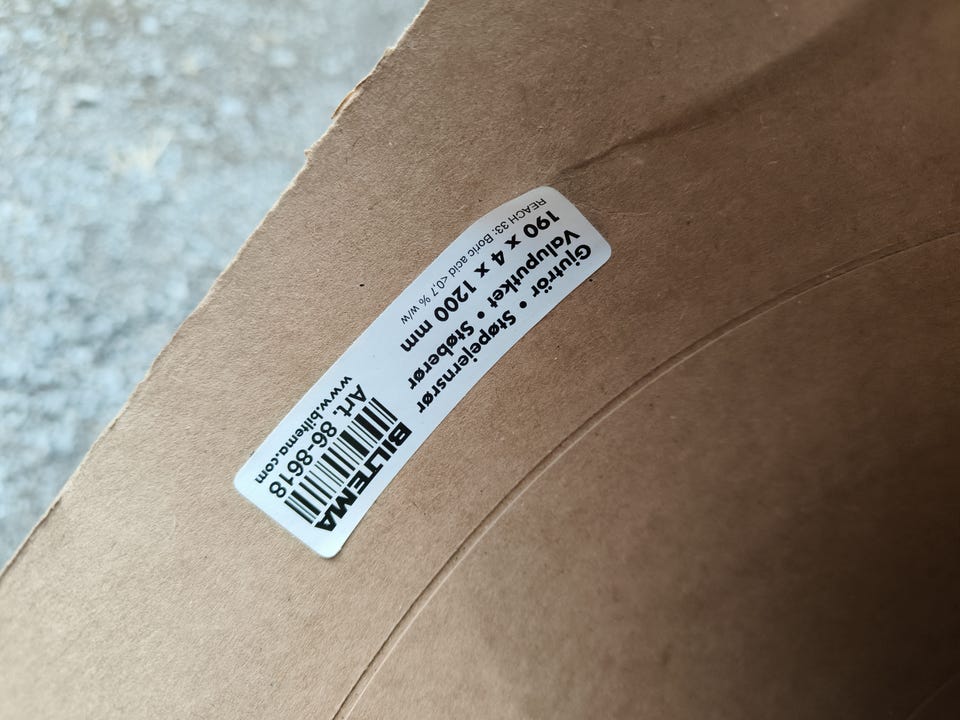 Gjutrör • Støpejernsrør
Valuputket • Støberør
190 x 4 x 1200 mm
REACH 33: Boric acid <0,7 % w/w
BILTEMA
Art. 86-8618
www.biltema.com